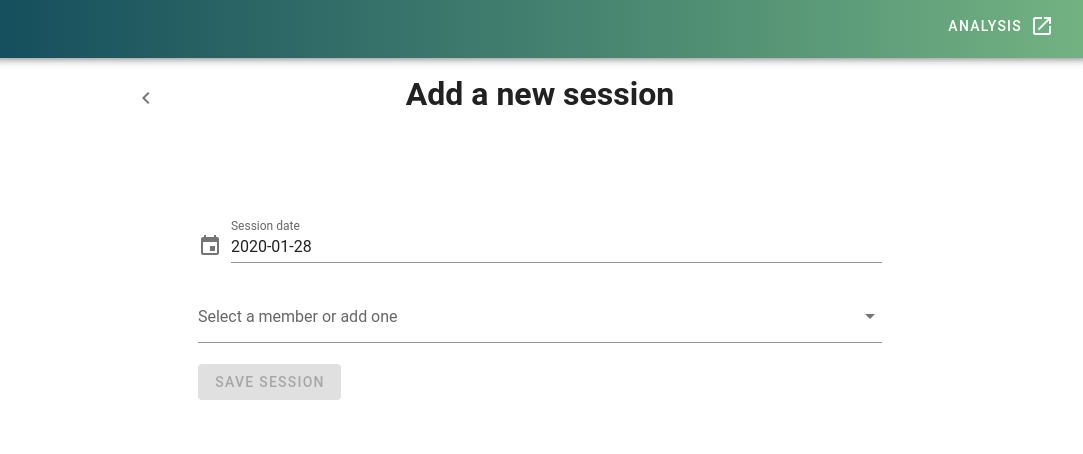 ANALYSIS
Add a new session
Session date
2020-01-28
Select a member or add one
SAVE SESSION